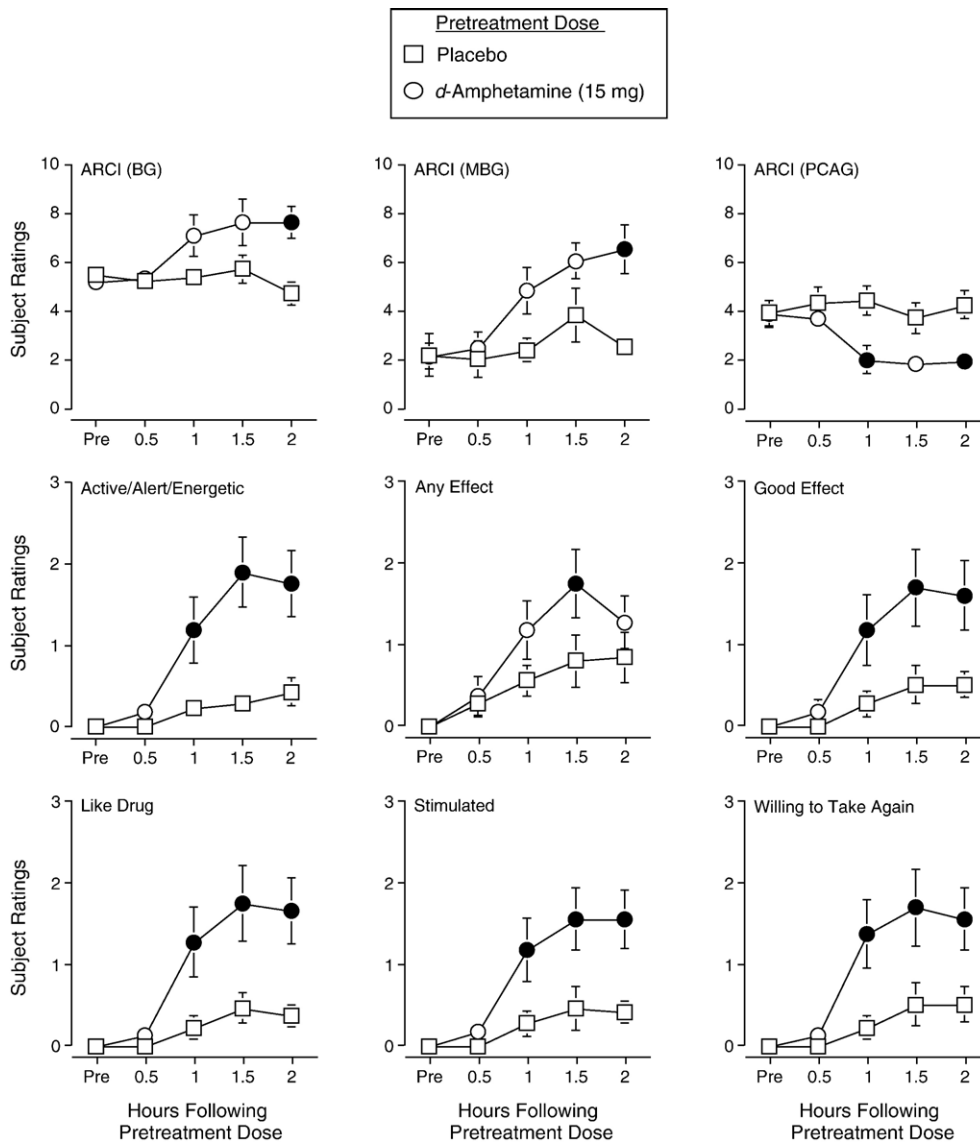 Pretreatment Dose
Placebo
d-Amphetamine (15 mg)
ARCI (BG)
10
8
6
4
2
0
Subject Ratings
Pre 0.5 1 1.5 2
ARCI (MBG)
10
8
6
4
2
0
Pre 0.5 1 1.5 2
ARCI (PCAG)
10
8
6
4
2
0
Pre 0.5 1 1.5 2
Active/Alert/Energetic
3
2
1
0
Subject Ratings
Pre 0.5 1 1.5 2
Any Effect
3
2
1
0
Pre 0.5 1 1.5 2
Good Effect
3
2
1
0
Pre 0.5 1 1.5 2
Like Drug
3
2
1
0
Subject Ratings
Pre 0.5 1 1.5 2
Hours Following
Pretreatment Dose
Stimulated
3
2
1
0
Pre 0.5 1 1.5 2
Hours Following
Pretreatment Dose
Willing to Take Again
3
2
1
0
Pre 0.5 1 1.5 2
Hours Following
Pretreatment Dose